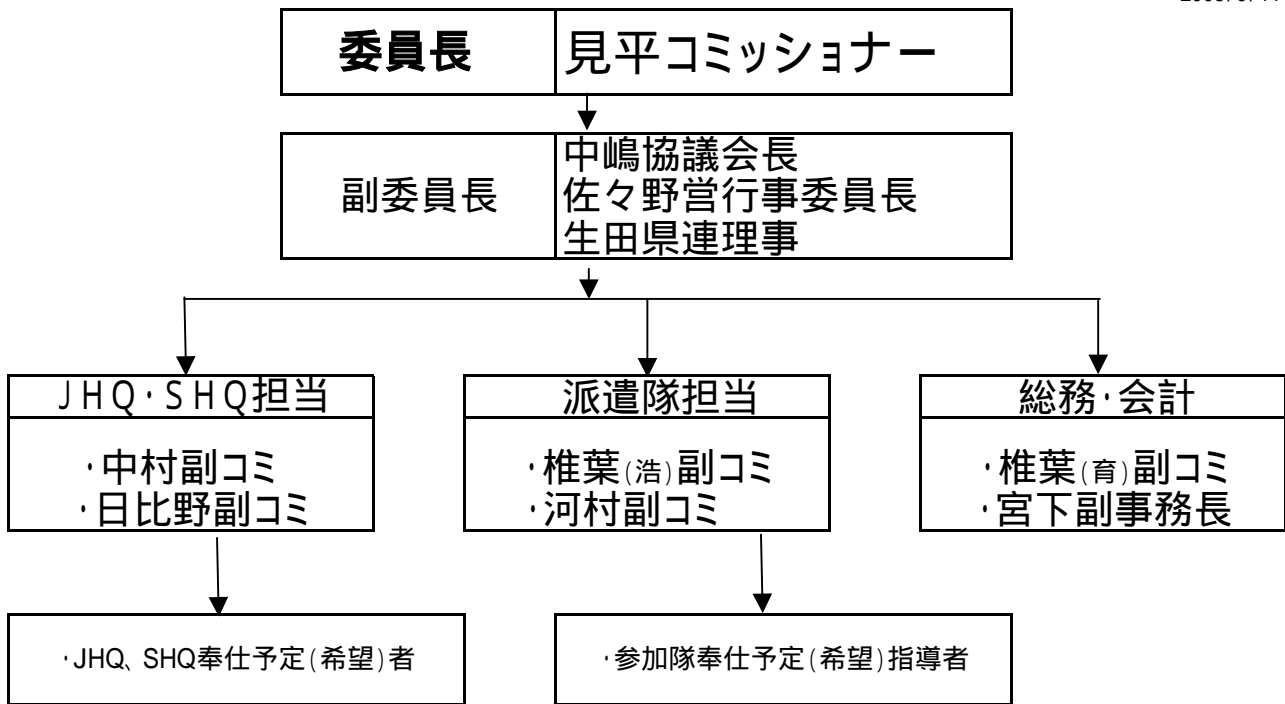 委員長 見平コミッショナー
副委員長
中嶋協議会長
佐々野営行事委員長
生田県連理事
JHQ・SHQ担当
・中村副コミ
・日比野副コミ
派遣隊担当
・椎葉(浩)副コミ
・河村副コミ
総務・会計
・椎葉(育)副コミ
・宮下副事務長
・JHQ、SHQ奉仕予定(希望)者
・参加隊奉仕予定(希望)指導者